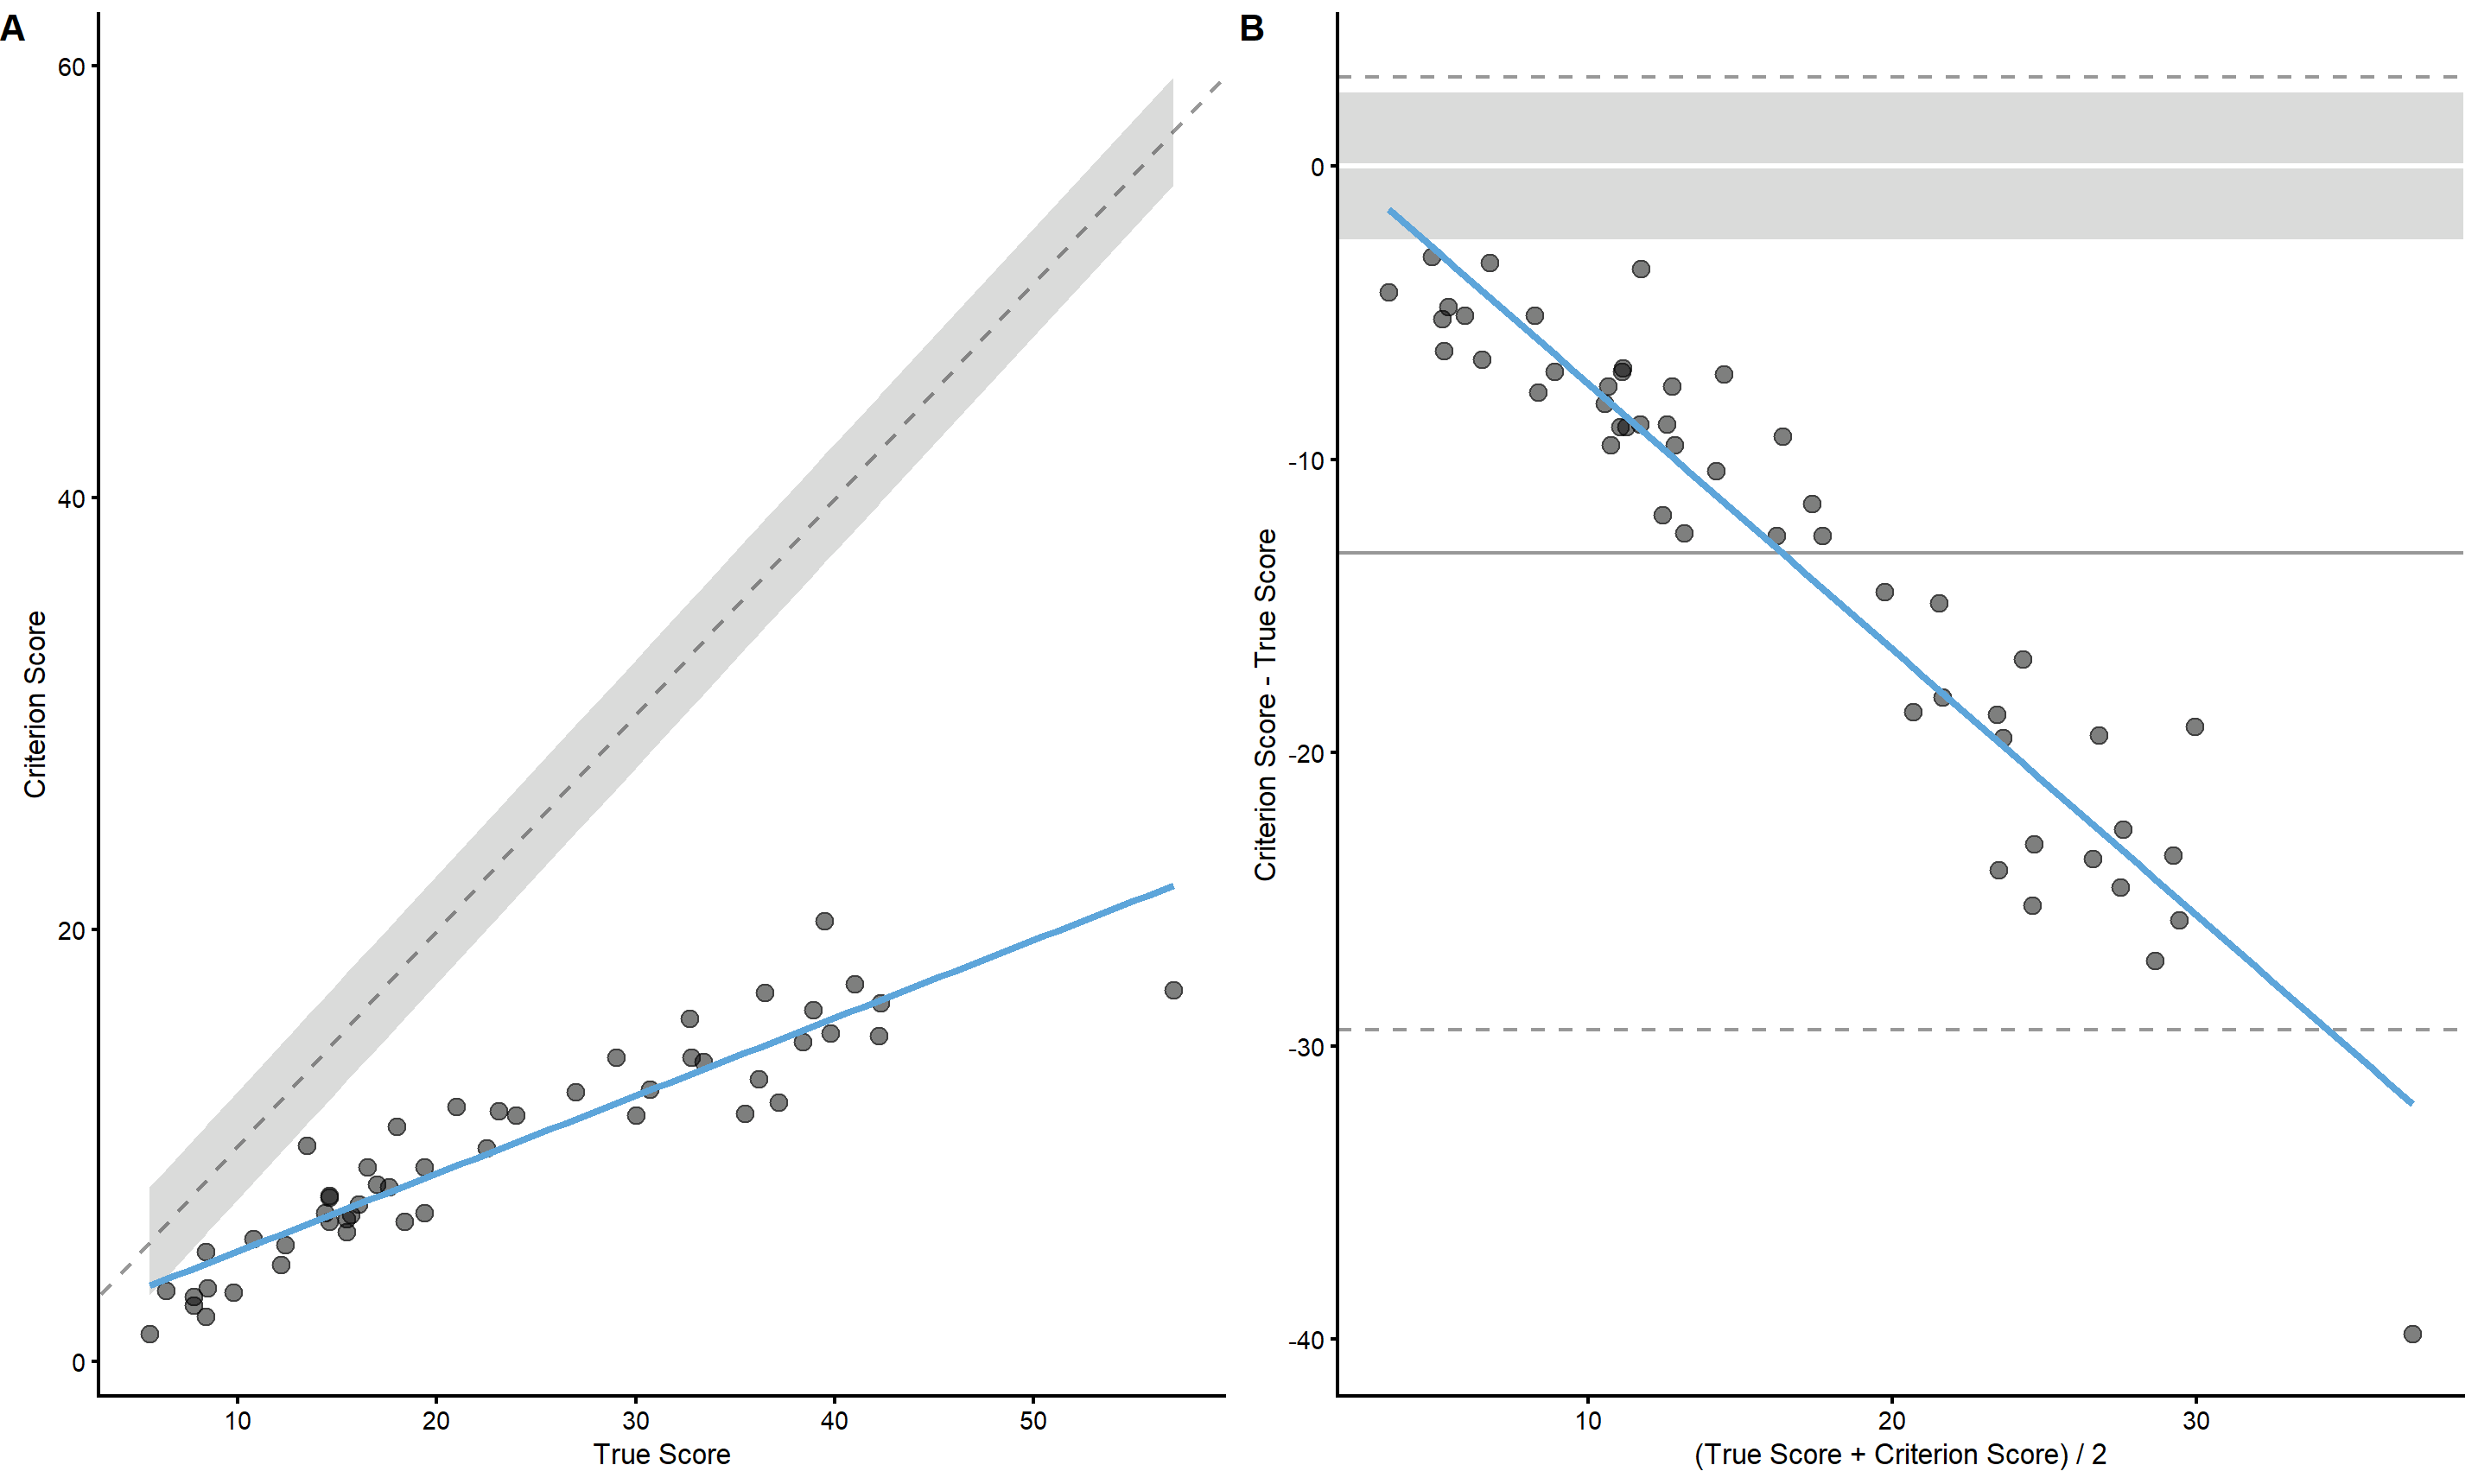 A
60
40
20
0
Criterion Score
10 20 30 40 50
True Score
B
0
-10
-20
-30
-40
Criterion Score - True Score
10 20 30
(True Score + Criterion Score) / 2